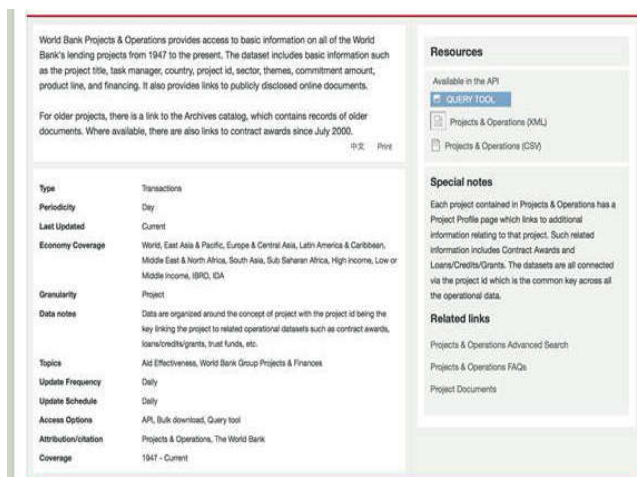 World Bank Projects & Operations provides access to basic information on all of the World
Bank's lending projects from 1947 to the present. The dataset includes basic information such
as the project title, task manager, country, project id, sector, themes, commitment amount,
product line, and financing. It also provides links to publicly disclosed online documents.
For older projects, there is a link to the Archives catalog, which contains records of older
documents. Where available, there are also links to contract awards since July 2000.
中文 Print
Type Transactions
Periodicity Day
Last Updated Current
Economy Coverage World, East Asia & Pacific, Europe & Central Asia, Latin America & Caribbean,
Middle East & North Africa, South Asia, Sub Saharan Africa, High income, Low or
Middle Income, IBRD, IDA
Granularity Project
Data notes Data are organized around the concept of project with the project id being the
key linking the project to related operational datasets such as contract awards,
loans/credits/grants, trust funds, etc.
Topics Aid Effectiveness, World Bank Group Projects & Finances
Update Frequency Daily
Update Schedule Daily
Access Options API, Bulk download, Query tool
Attribution/citation Projects & Operations, The World Bank
Coverage 1947 - Current
Resources
Available in the API
QUERY TOOL
Projects & Operations (XML)
Projects & Operations (CSV)
Special notes
Each project contained in Projects & Operations has a
Project Profile page which links to additional
information relating to that project. Such related
information includes Contract Awards and
Loans/Credits/Grants. The datasets are all connected
via the project id which is the common key across all
the operational data.
Related links
Projects & Operations Advanced Search
Projects & Operations FAQs
Project Documents